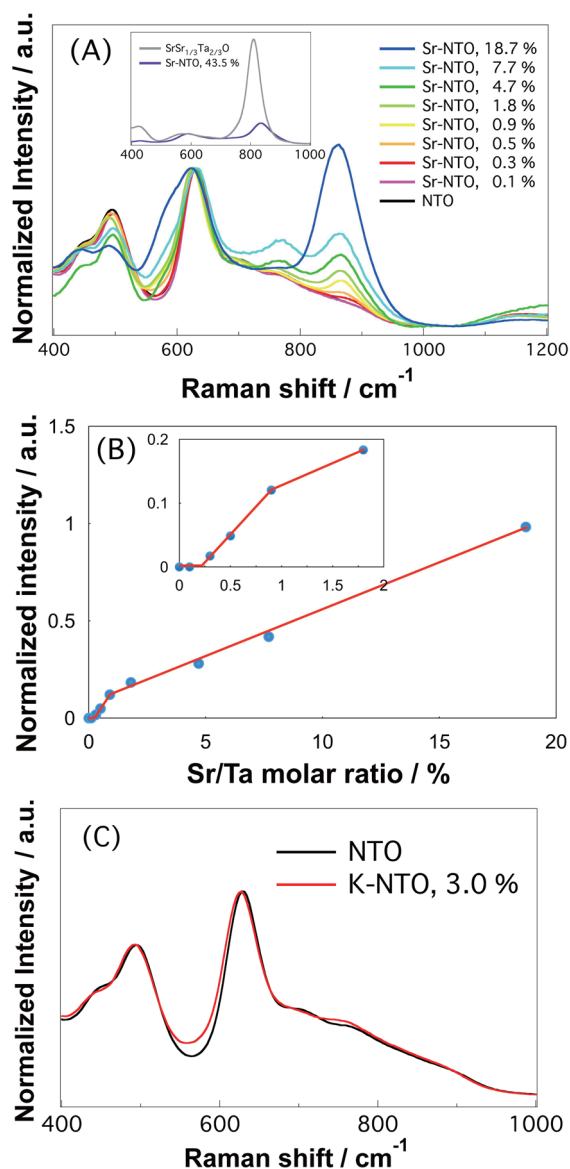 (A)
SrSr1/3Ta2/3O
Sr-NTO, 43.5 %
400 600 800 1000
Sr-NTO, 18.7 %
Sr-NTO, 7.7 %
Sr-NTO, 4.7 %
Sr-NTO, 1.8 %
Sr-NTO, 0.9 %
Sr-NTO, 0.5 %
Sr-NTO, 0.3 %
Sr-NTO, 0.1 %
NTO
Normalized Intensity / a.u.
400 600 800 1000 1200
Raman shift / cm-1
(B)
1.5
1
0.5
0
0.2
0.1
0
0 0.5 1 1.5 2
Normalized intensity / a.u.
0 5 10 15 20
Sr/Ta molar ratio / %
(C)
NTO
K-NTO, 3.0 %
Normalized Intensity / a.u.
400 600 800 1000
Raman shift / cm-1